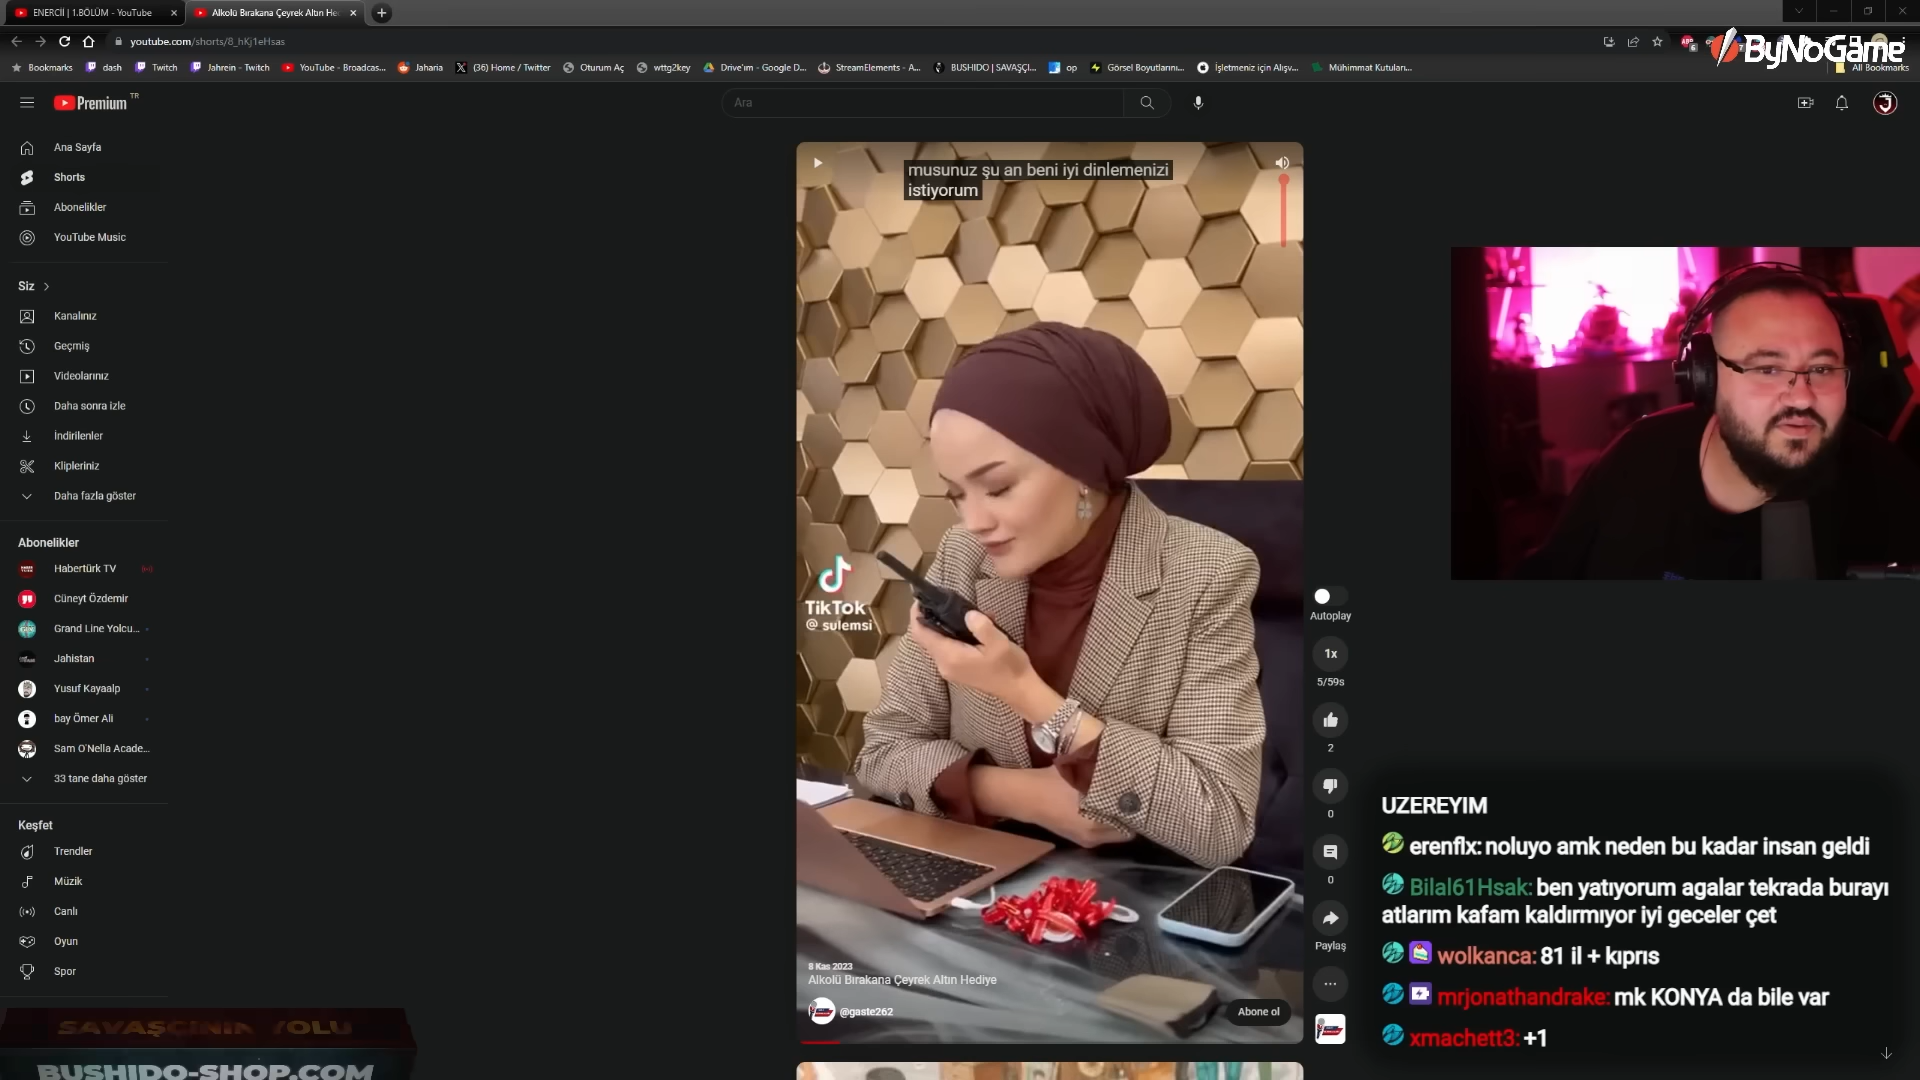 ENERCİİ | 1.BÖLÜM - YouTube
Alkolü Bırakana Çeyrek Altın He
youtube.com/shorts/8_hKj1eHsas
ByNoGame
Bookmarks
dash
Twitch
Jahrein - Twitch
YouTube - Broadcas...
Jaharia
(36) Home / Twitter
Oturum Aç
wttg2key
Drive'ım - Google D...
StreamElements - A...
BUSHIDO | SAVAŞÇI...
op
Görsel Boyutlarını...
İşletmeniz için Alışv...
Mühimmat Kutuları...
All Bookmarks
Premium TR
Ara
Ana Sayfa
Shorts
Abonelikler
YouTube Music
Siz
Kanalınız
Geçmiş
Videolarınız
Daha sonra izle
İndirilenler
Klipleriniz
Daha fazla göster
Abonelikler
Habertürk TV
Cüneyt Özdemir
Grand Line Yolcu...
Jahistan
Yusuf Kayaalp
bay Ömer Ali
Sam O'Nella Acade...
33 tane daha göster
Keşfet
Trendler
Müzik
Canlı
Oyun
Spor
SAVAŞÇININ YOLU
BUSHIDO-SHOP.COM
musunuz şu an beni iyi dinlemenizi
istiyorum
TikTok
@sulemsi
8 Kas 2023
Alkolü Bırakana Çeyrek Altın Hediye
@gaste262
Abone ol
Autoplay
1x
5/59s
2
0
0
Paylaş
UZEREYIM
erenflx: noluyo amk neden bu kadar insan geldi
Bilal61Hsak: ben yatıyorum agalar tekrada burayı
atlarım kafam kaldırmıyor iyi geceler çet
wolkanca: 81 il + kıprıs
mrjonathandrake: mk KONYA da bile var
xmachett3: +1